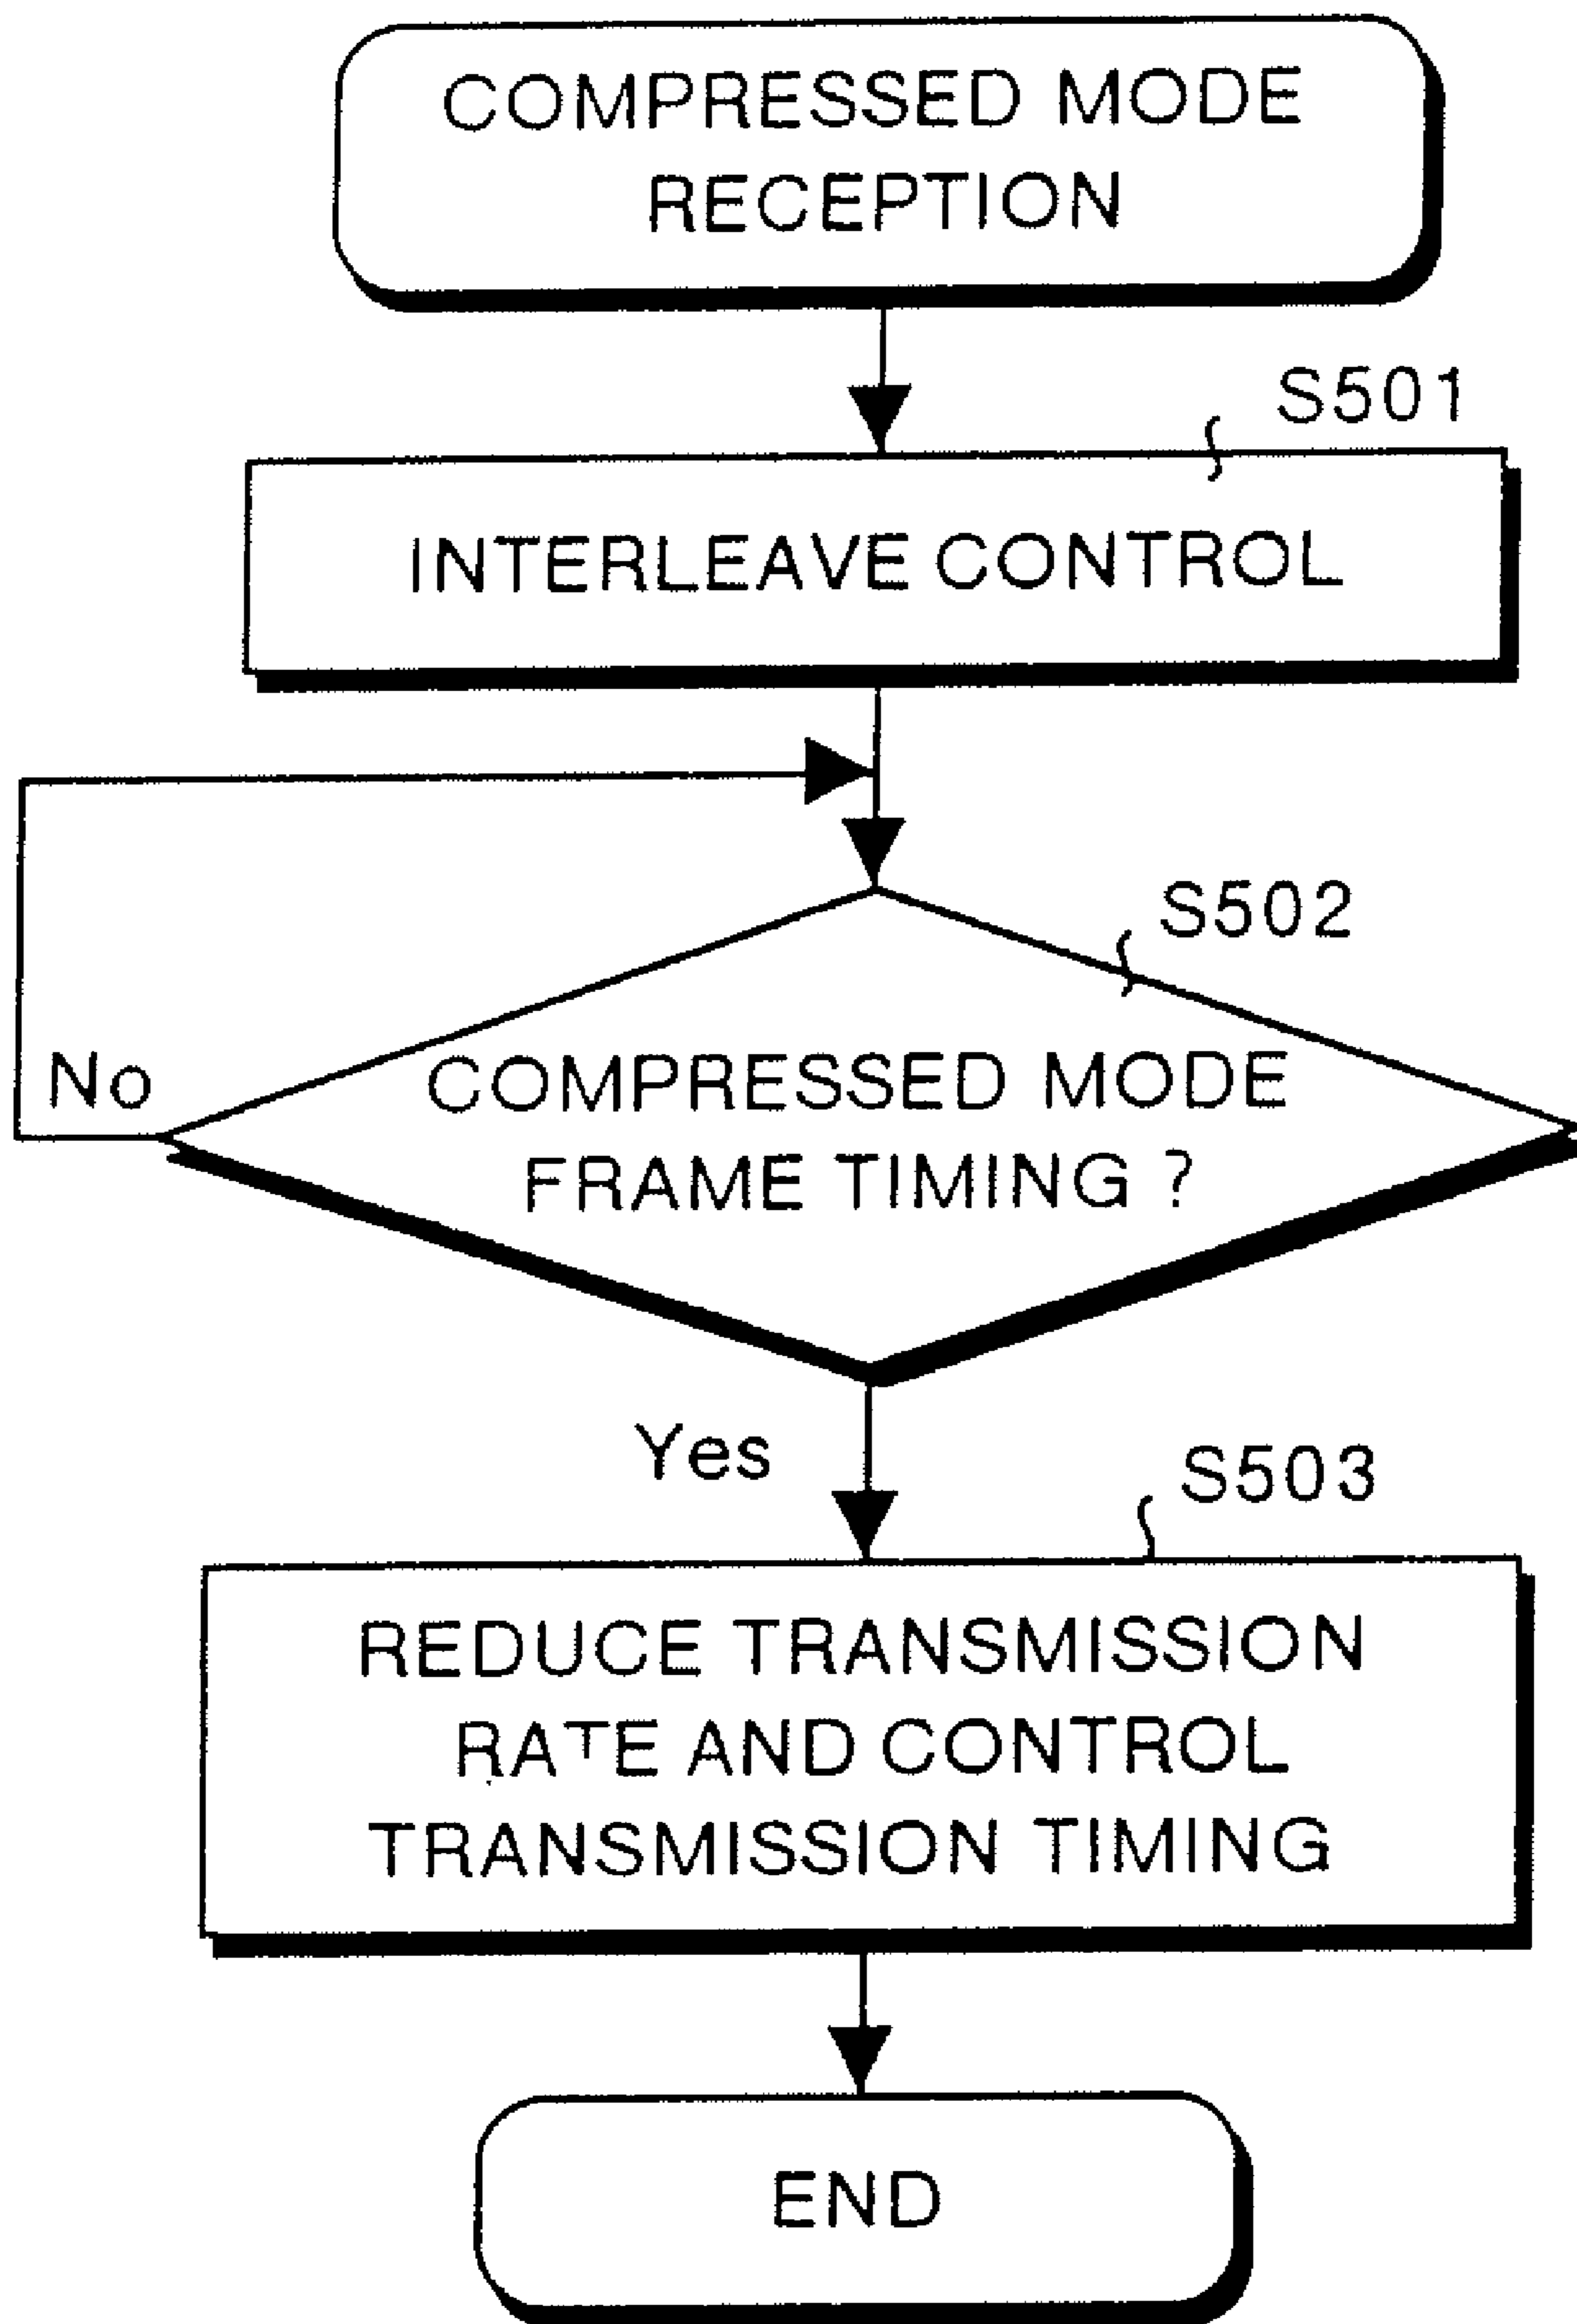 COMPRESSED MODE
RECEPTION
S501
INTERLEAVE CONTROL
S502
No
COMPRESSED MODE
FRAME TIMING ?
Yes
S503
REDUCE TRANSMISSION
RATE AND CONTROL
TRANSMISSION TIMING
END